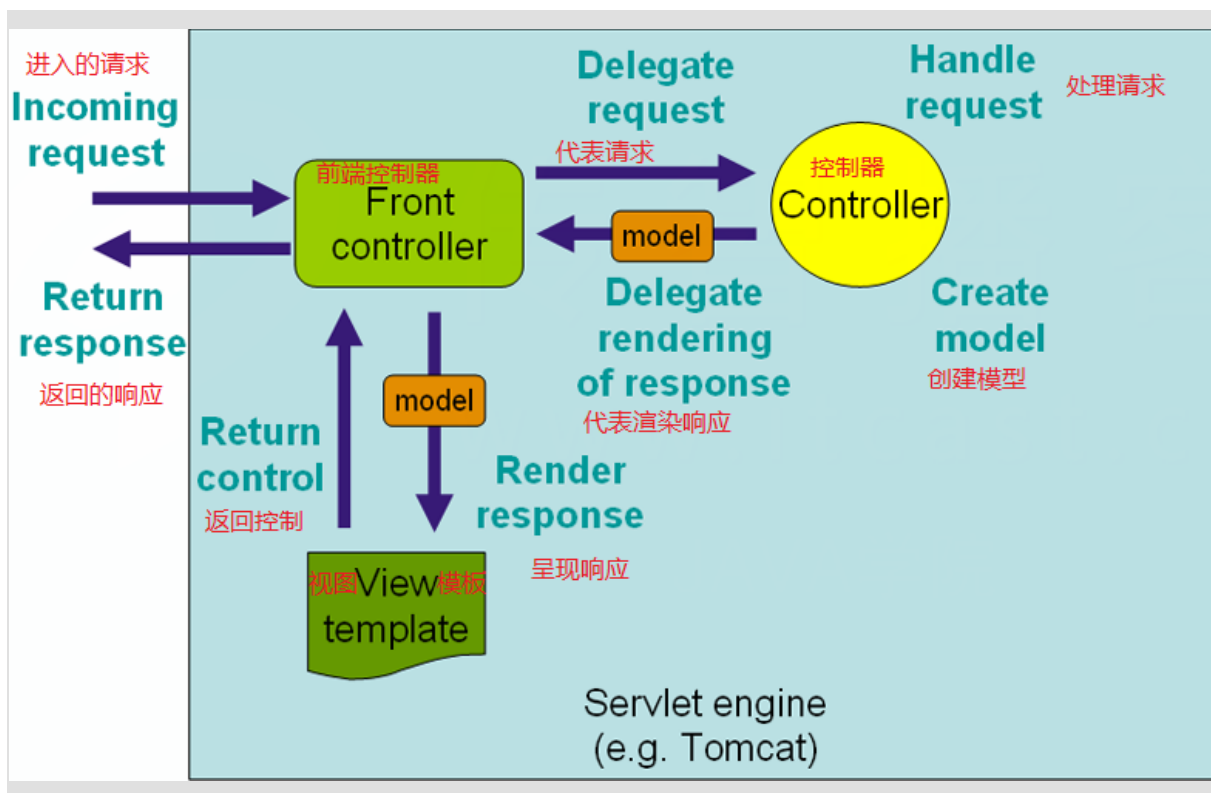 进入的请求
Incoming
request
Return
response
返回的响应
Delegate
request
代表请求
Handle
request
处理请求
前端控制器
Front
controller
控制器
Controller
model
Delegate
rendering
of response
代表渲染响应
Create
model
创建模型
model
Return
control
返回控制
Render
response
呈现响应
视图View模板
template
Servlet engine
(e.g. Tomcat)